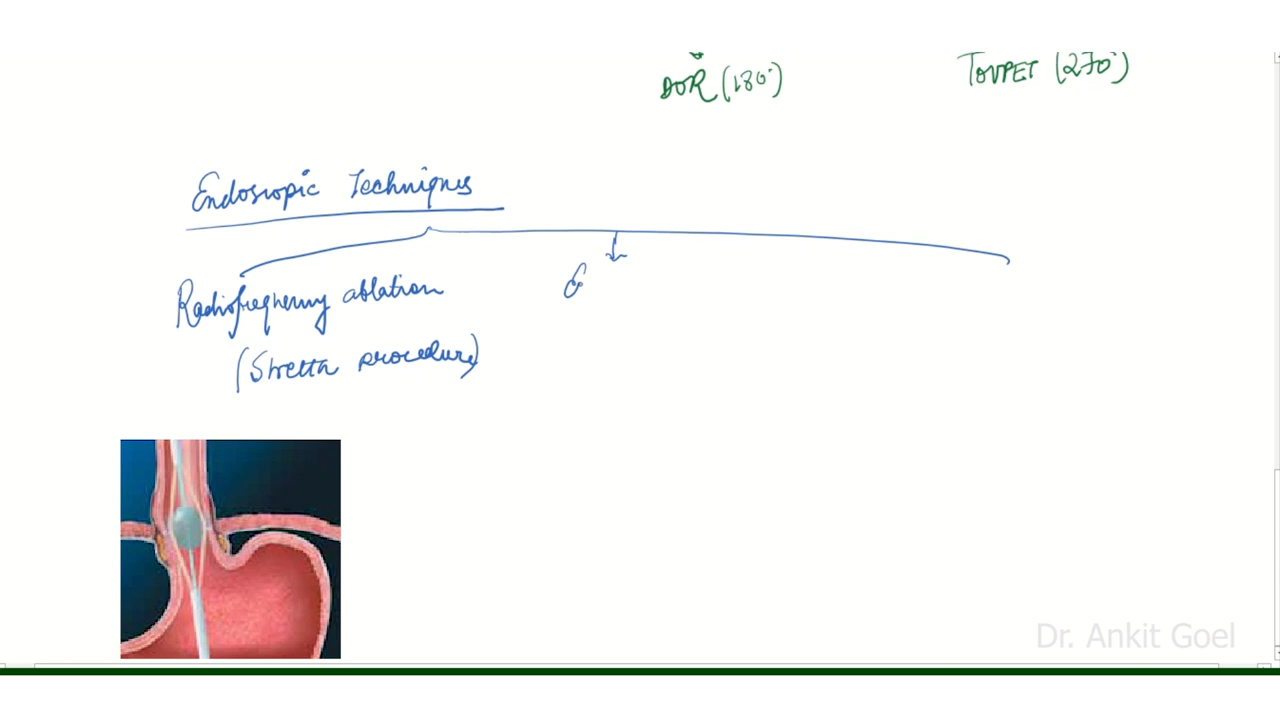 DOR (180°)
TOUPET (270°)
Endoscopic Techniques
Radiofrequency ablation
(Stretta procedure)
Dr. Ankit Goel